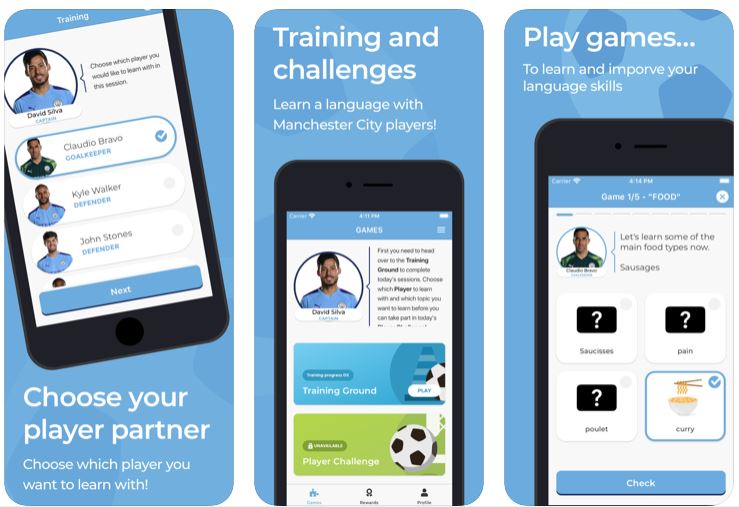 Training
Choose which player you
would like to learn with in
this session.
David Silva
CAPTAIN
Claudio Bravo
GOALKEEPER
Kyle Walker
DEFENDER
John Stones
DEFENDER
Next
Choose your
player partner
Choose which player you
want to learn with!
Training and
challenges
Learn a language with
Manchester City players!
Carrier
4:11 PM
GAMES
First you need to head
over to the Training
Ground to complete
today's sessions. Choose
which Player to learn
with and which topic you
want to learn before you
can take part in today's
Player Challenge!
David Silva
CAPTAIN
Training progress 0%
Training Ground
PLAY
UNAVAILABLE
Player Challenge
Games
Rewards
Profile
Play games...
To learn and imporve your
language skills
Carrier
4:14 PM
Game 1/5 - "FOOD"
Let's learn some of the
main food types now.
Sausages
Claudio Bravo
GOALKEEPER
?
?
Saucisses
pain
?
poulet
curry
Check